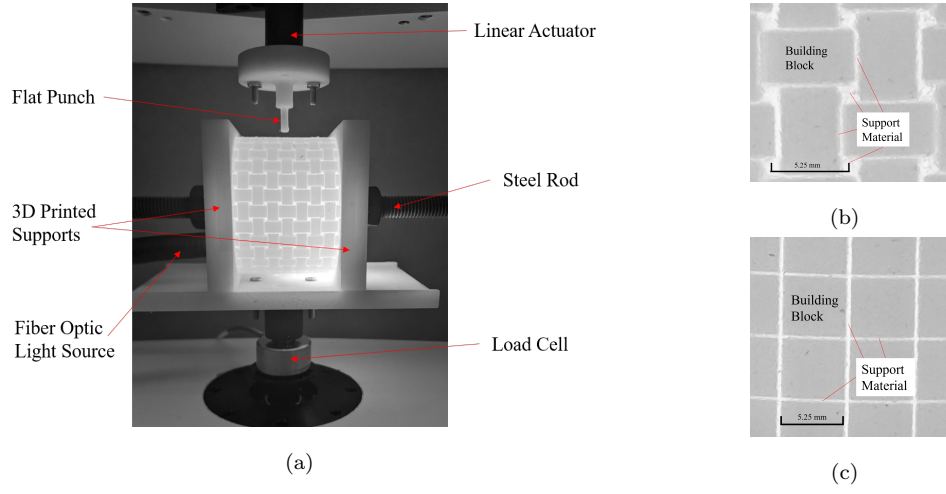 Linear Actuator
Flat Punch
Steel Rod
3D Printed
Supports
Fiber Optic
Light Source
Load Cell
(a)
Building
Block
Support
Material
5.25 mm
(b)
Building
Block
Support
Material
5.25 mm
(c)